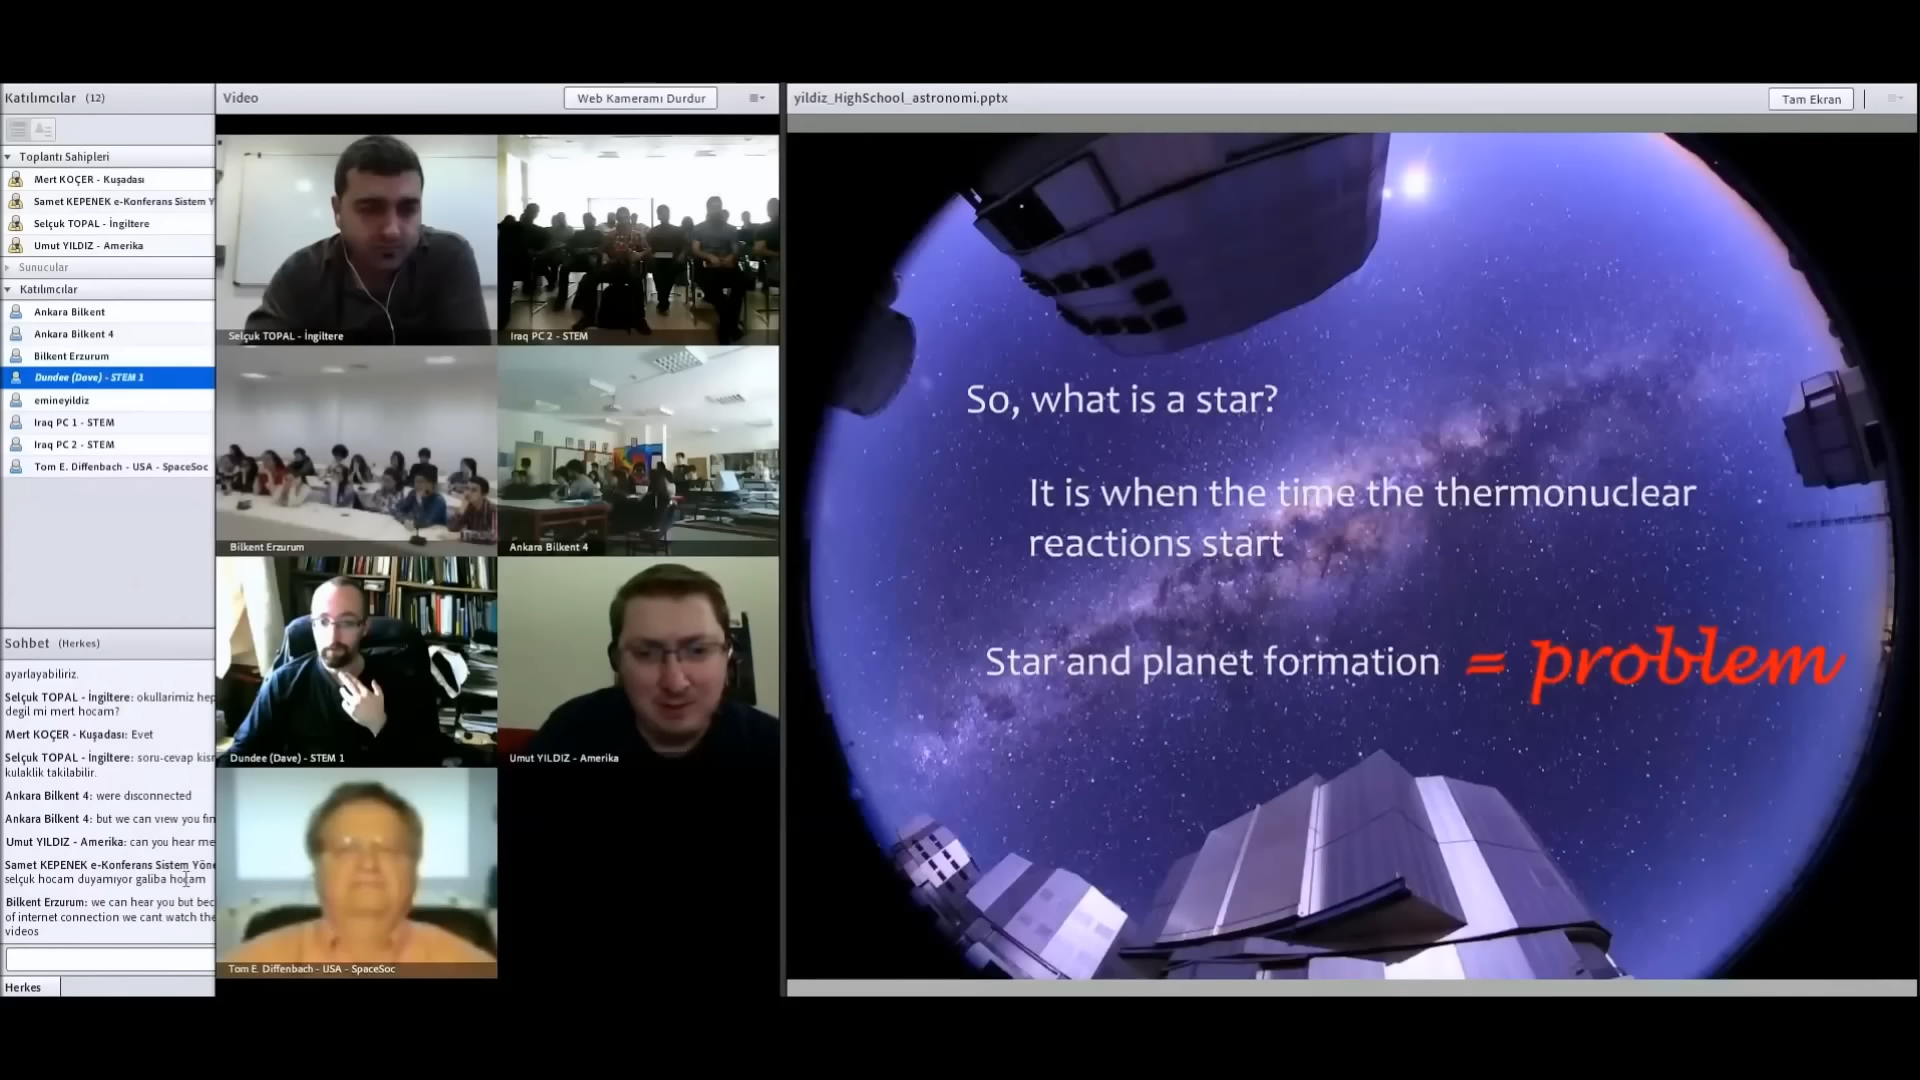 Katılımcılar (12)
Toplantı Sahipleri
Mert KOÇER - Kuşadası
Samet KEPENEK e-Konferans Sistem Y
Selçuk TOPAL - İngiltere
Umut YILDIZ - Amerika
Sunucular
Katılımcılar
Ankara Bilkent
Ankara Bilkent 4
Bilkent Erzurum
Dundee (Dave) - STEM 1
emineyildiz
Iraq PC 1 - STEM
Iraq PC 2 - STEM
Tom E. Diffenbach - USA - SpaceSoc
Sohbet (Herkes)
ayarlayabiliriz.
Selçuk TOPAL - İngiltere: okullarimiz hep
degil mi mert hocam?
Mert KOÇER - Kuşadası: Evet
Selçuk TOPAL - İngiltere: soru-cevap kısm
kulaklik takilabilir.
Ankara Bilkent 4: were dısconnected
Ankara Bilkent 4: but we can vıew you fın
Umut YILDIZ - Amerika: can you hear me
Samet KEPENEK e-Konferans Sistem Yöne
selçuk hocam duyamıyor galiba hocam
Bilkent Erzurum: we can hear you but bec
of internet connection we cant watch the
videos
Herkes
Video
Web Kameramı Durdur
Selçuk TOPAL - İngiltere
Iraq PC 2 - STEM
Bilkent Erzurum
Ankara Bilkent 4
Dundee (Dave) - STEM 1
Umut YILDIZ - Amerika
Tom E. Diffenbach - USA - SpaceSoc
yildiz_HighSchool_astronomi.pptx
Tam Ekran
So, what is a star?
It is when the time the thermonuclear
reactions start
Star and planet formation = problem